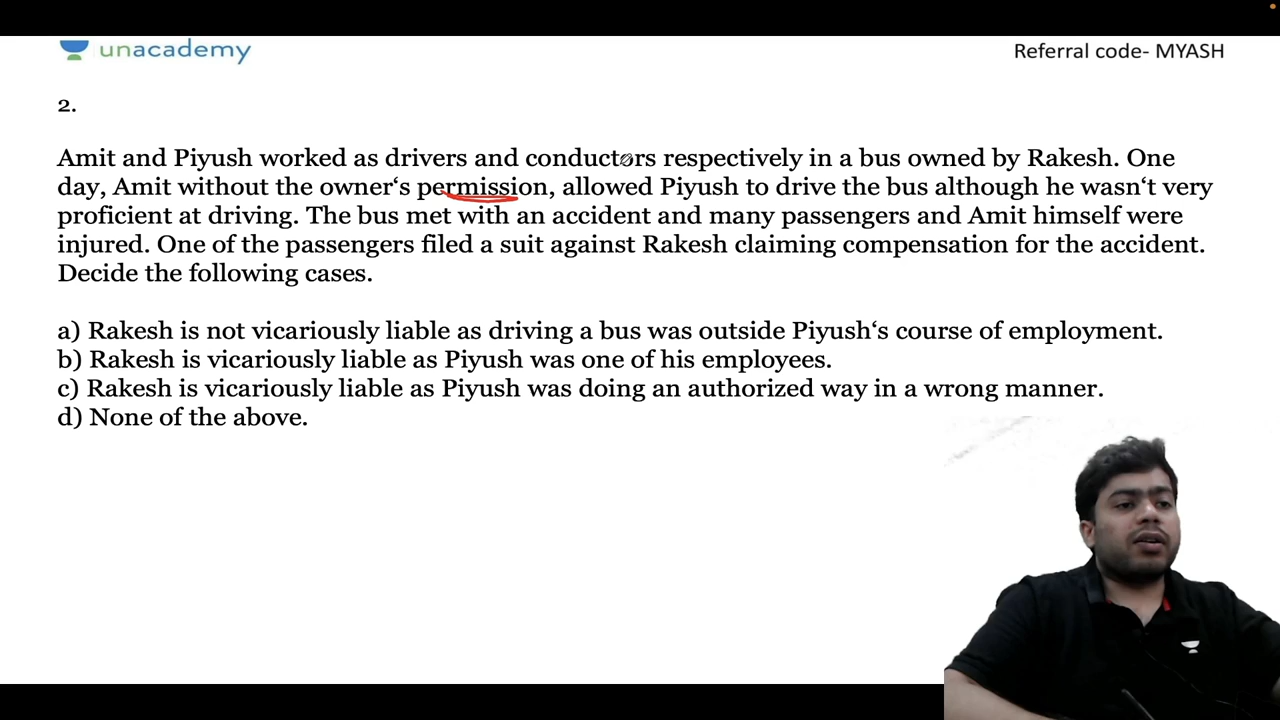 unacademy
Referral code- MYASH
2.
Amit and Piyush worked as drivers and conductors respectively in a bus owned by Rakesh. One
day, Amit without the owner‘s permission, allowed Piyush to drive the bus although he wasn‘t very
proficient at driving. The bus met with an accident and many passengers and Amit himself were
injured. One of the passengers filed a suit against Rakesh claiming compensation for the accident.
Decide the following cases.
a) Rakesh is not vicariously liable as driving a bus was outside Piyush‘s course of employment.
b) Rakesh is vicariously liable as Piyush was one of his employees.
c) Rakesh is vicariously liable as Piyush was doing an authorized way in a wrong manner.
d) None of the above.